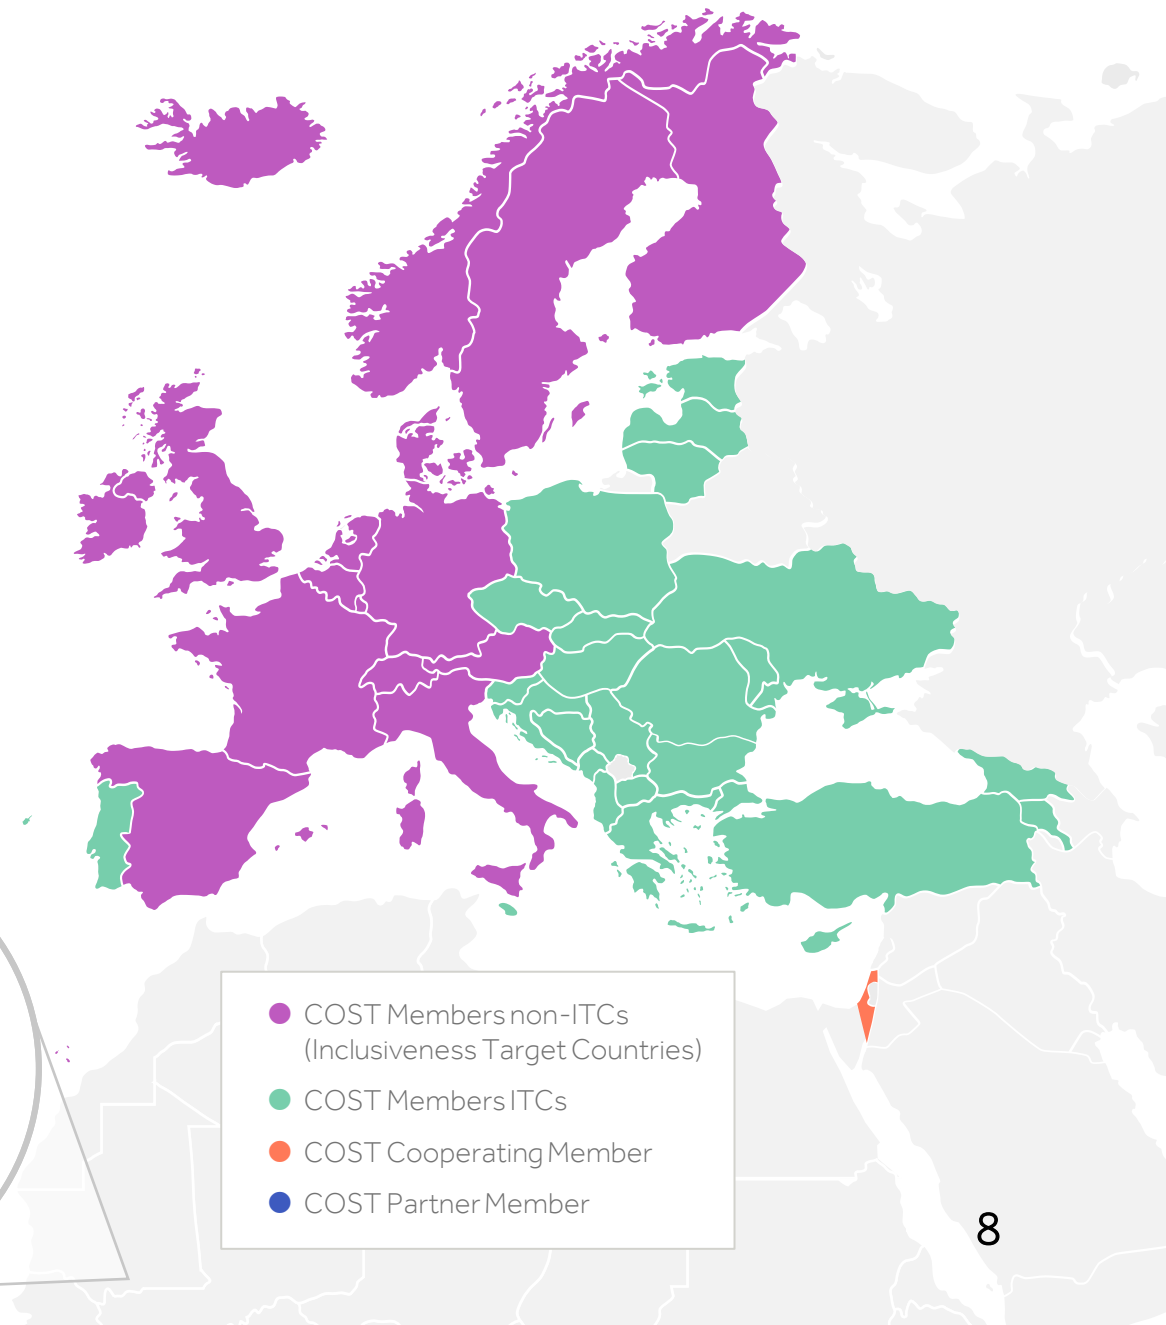 COST Members non-ITCs
(Inclusiveness Target Countries)
COST Members ITCs
COST Cooperating Member
COST Partner Member
8